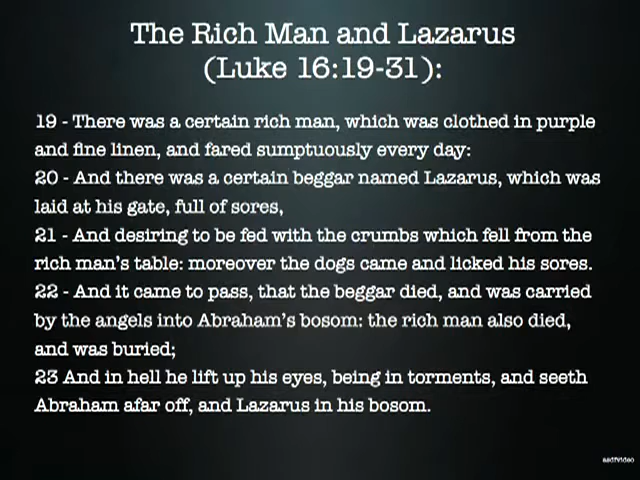 The Rich Man and Lazarus
(Luke 16:19-31):
19 - There was a certain rich man, which was clothed in purple
and fine linen, and fared sumptuously every day:
20 - And there was a certain beggar named Lazarus, which was
laid at his gate, full of sores,
21 - And desiring to be fed with the crumbs which fell from the
rich man's table: moreover the dogs came and licked his sores.
22 - And it came to pass, that the beggar died, and was carried
by the angels into Abraham's bosom: the rich man also died,
and was buried;
23 And in hell he lift up his eyes, being in torments, and seeth
Abraham afar off, and Lazarus in his bosom.